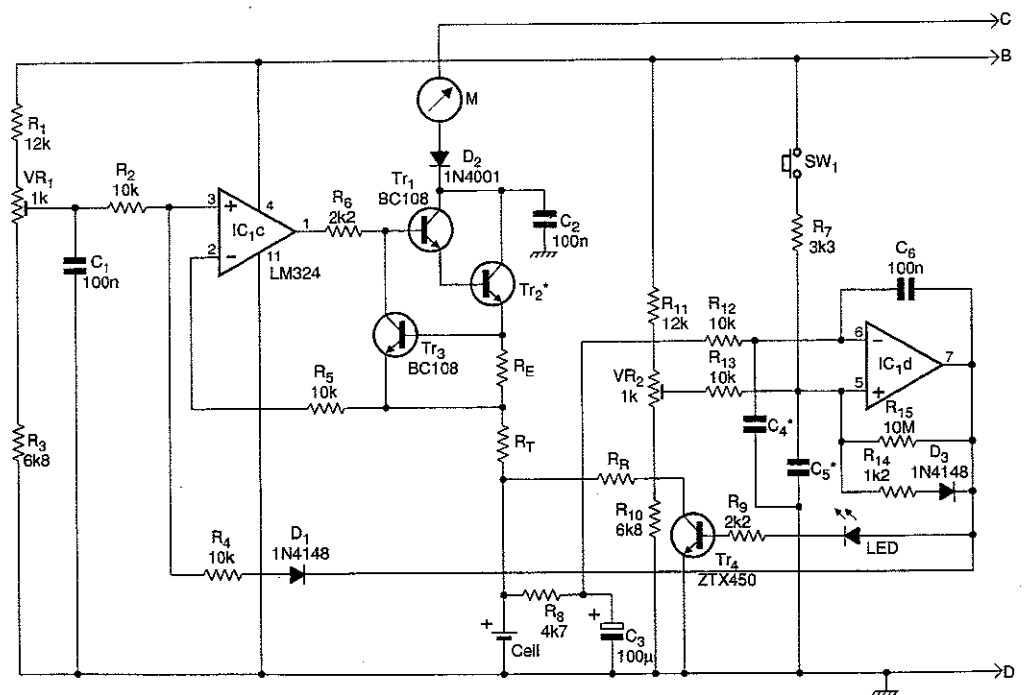 C
B
M
R1
12k
VR1
1k
R2
10k
C1
100n
R3
6k8
3
+
2
−
4
11
1
IC1c
LM324
R6
2k2
Tr1
BC108
D2
1N4001
C2
100n
Tr2*
Tr3
BC108
R5
10k
RE
RT
R4
10k
D1
1N4148
RR
R8
4k7
+
Cell
+
C3
100µ
R11
12k
VR2
1k
R10
6k8
R12
10k
R13
10k
SW1
R7
3k3
C6
100n
6
−
5
+
7
IC1d
R15
10M
R14
1k2
D3
1N4148
C4*
C5*
R9
2k2
LED
Tr4
ZTX450
D